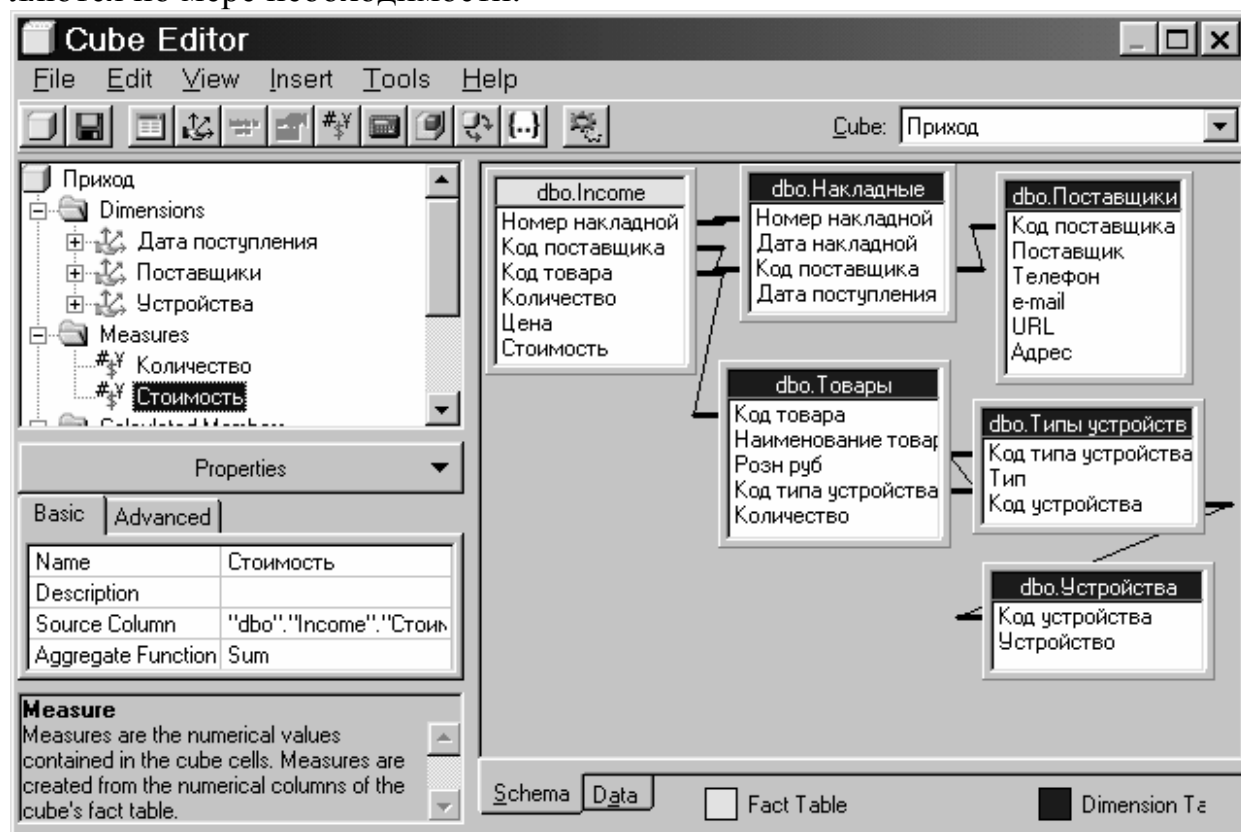 ляются по мере необходимости.
Cube Editor
File Edit View Insert Tools Help
Cube: Приход
Приход
Dimensions
Дата поступления
Поставщики
Устройства
Measures
Количество
Стоимость
Calculated Members
Properties
Basic Advanced
Name Стоимость
Description
Source Column "dbo"."Income"."Стоим
Aggregate Function Sum
Measure
Measures are the numerical values
contained in the cube cells. Measures are
created from the numerical columns of the
cube's fact table.
dbo.Income
Номер накладной
Код поставщика
Код товара
Количество
Цена
Стоимость
dbo.Накладные
Номер накладной
Дата накладной
Код поставщика
Дата поступления
dbo.Поставщики
Код поставщика
Поставщик
Телефон
e-mail
URL
Адрес
dbo.Товары
Код товара
Наименование товар
Розн руб
Код типа устройства
Количество
dbo.Типы устройств
Код типа устройства
Тип
Код устройства
dbo.Устройства
Код устройства
Устройство
Schema Data
Fact Table
Dimension Ta